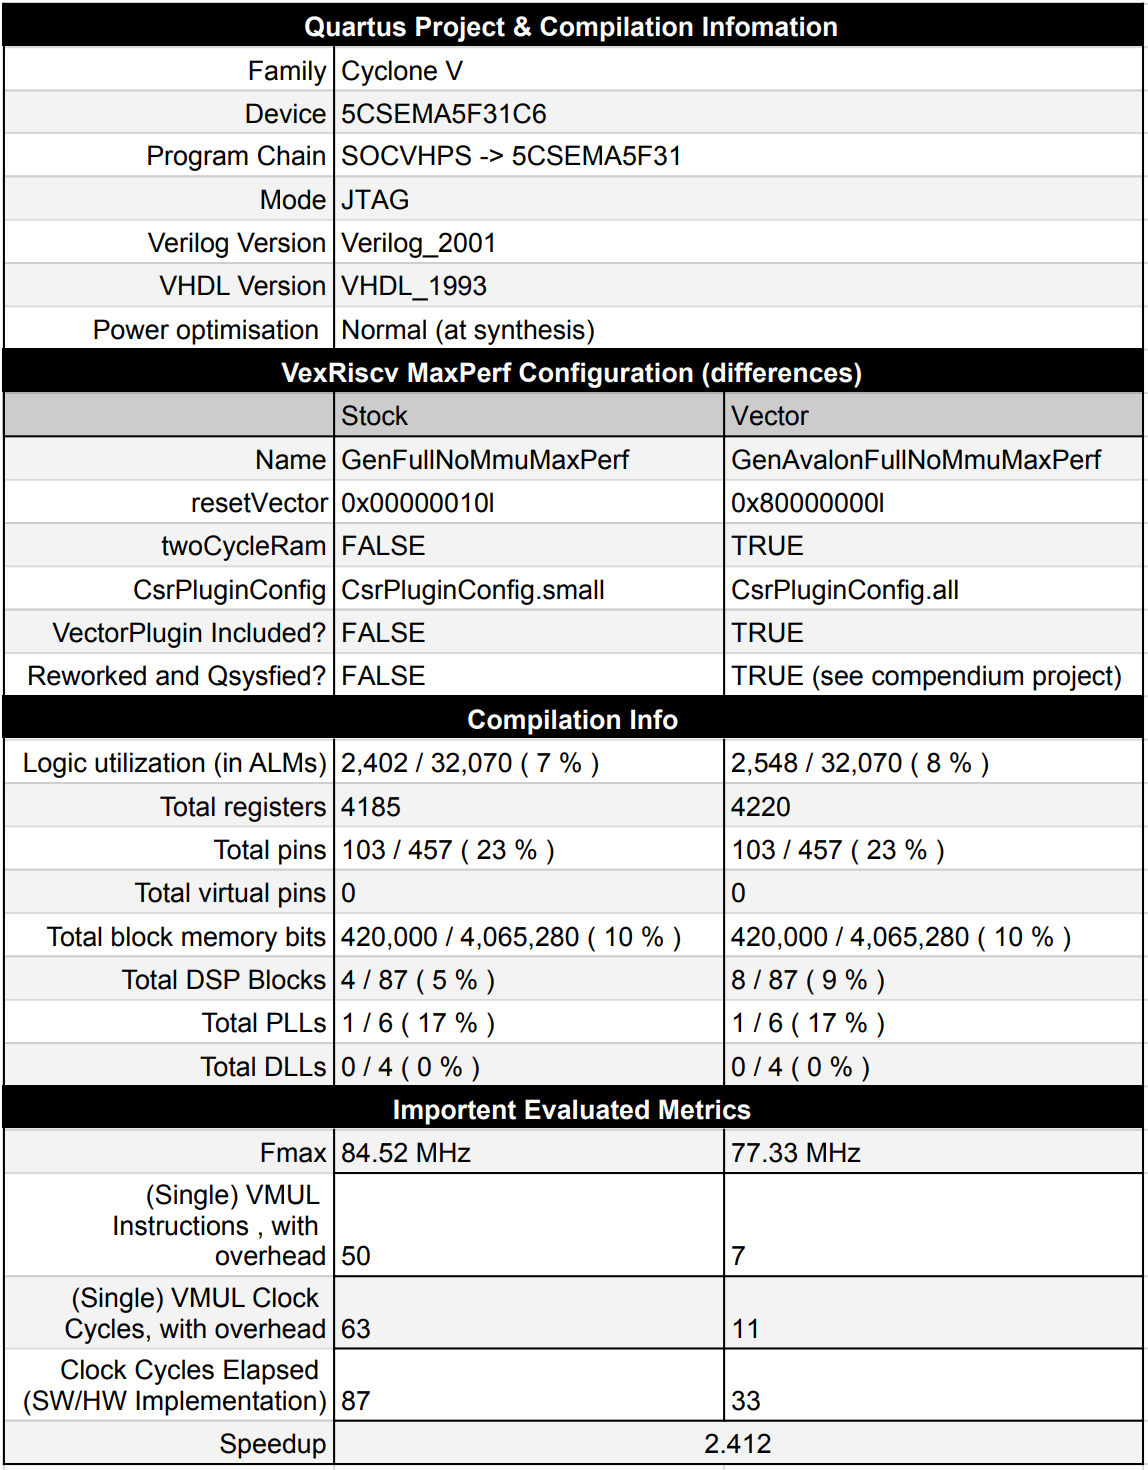 Quartus Project & Compilation Infomation
Family Cyclone V
Device 5CSEMA5F31C6
Program Chain SOCVHPS -> 5CSEMA5F31
Mode JTAG
Verilog Version Verilog_2001
VHDL Version VHDL_1993
Power optimisation Normal (at synthesis)
VexRiscv MaxPerf Configuration (differences)
Stock Vector
Name GenFullNoMmuMaxPerf GenAvalonFullNoMmuMaxPerf
resetVector 0x00000010l 0x80000000l
twoCycleRam FALSE TRUE
CsrPluginConfig CsrPluginConfig.small CsrPluginConfig.all
VectorPlugin Included? FALSE TRUE
Reworked and Qsysfied? FALSE TRUE (see compendium project)
Compilation Info
Logic utilization (in ALMs) 2,402 / 32,070 ( 7 % ) 2,548 / 32,070 ( 8 % )
Total registers 4185 4220
Total pins 103 / 457 ( 23 % ) 103 / 457 ( 23 % )
Total virtual pins 0 0
Total block memory bits 420,000 / 4,065,280 ( 10 % ) 420,000 / 4,065,280 ( 10 % )
Total DSP Blocks 4 / 87 ( 5 % ) 8 / 87 ( 9 % )
Total PLLs 1 / 6 ( 17 % ) 1 / 6 ( 17 % )
Total DLLs 0 / 4 ( 0 % ) 0 / 4 ( 0 % )
Importent Evaluated Metrics
Fmax 84.52 MHz 77.33 MHz
(Single) VMUL
Instructions , with
overhead 50 7
(Single) VMUL Clock
Cycles, with overhead 63 11
Clock Cycles Elapsed
(SW/HW Implementation) 87 33
Speedup 2.412